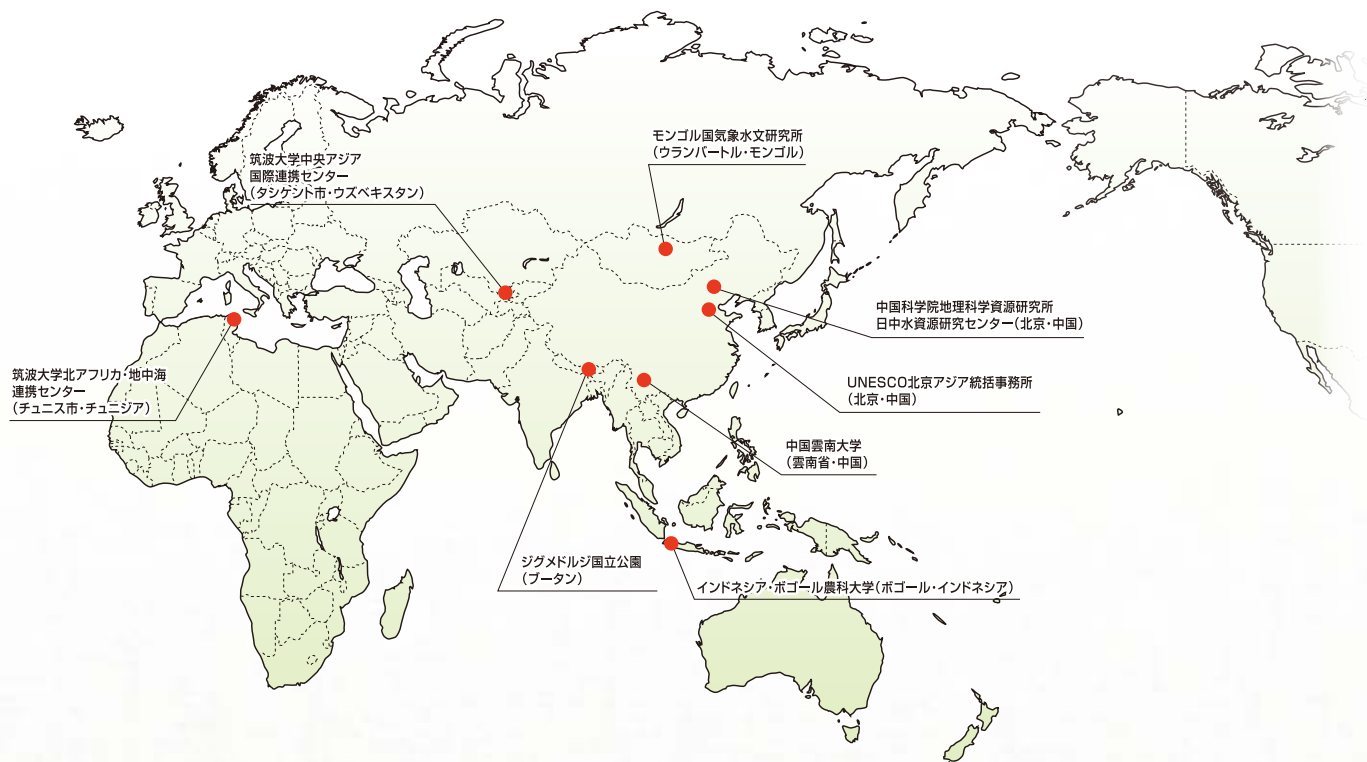 モンゴル国気象水文研究所
(ウランバートル・モンゴル)
筑波大学中央アジア
国際連携センター
(タシケント市・ウズベキスタン)
中国科学院地理科学資源研究所
日中水資源研究センター(北京・中国)
筑波大学北アフリカ・地中海
連携センター
(チュニス市・チュニジア)
UNESCO北京アジア統括事務所
(北京・中国)
中国雲南大学
(雲南省・中国)
ジグメドルジ国立公園
(ブータン)
インドネシア・ボゴール農科大学(ボゴール・インドネシア)